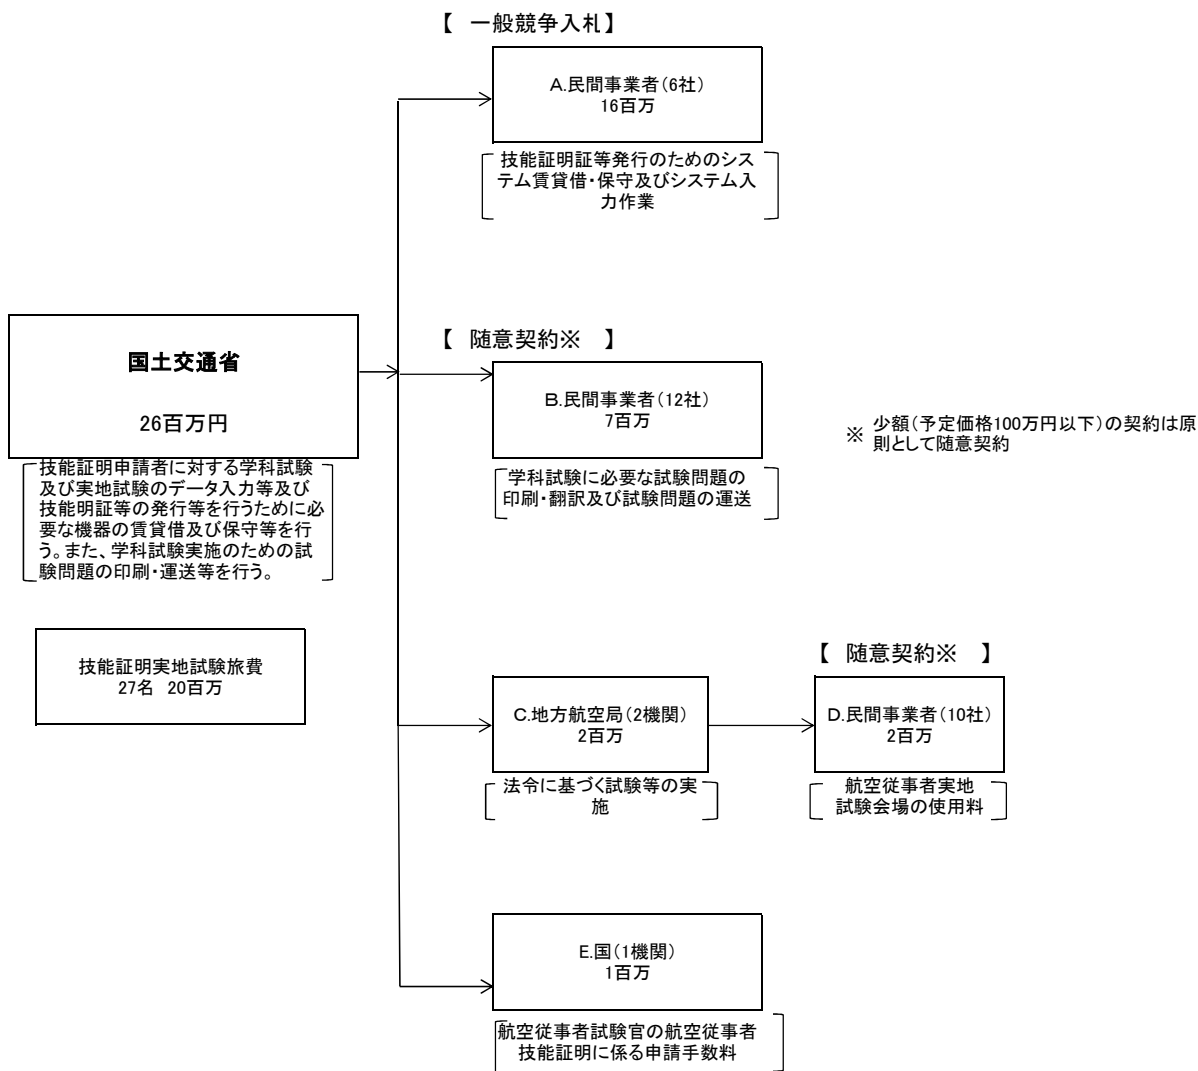 【 一般競争入札】
A.民間事業者(6社)
16百万
技能証明証等発行のためのシス
テム賃貸借・保守及びシステム入
力作業
国土交通省
26百万円
技能証明申請者に対する学科試験
及び実地試験のデータ入力等及び
技能明証等の発行等を行うために必
要な機器の賃貸借及び保守等を行
う。また、学科試験実施のための試
験問題の印刷・運送等を行う。
技能証明実地試験旅費
27名 20百万
【 随意契約※ 】
B.民間事業者(12社)
7百万
学科試験に必要な試験問題の
印刷・翻訳及び試験問題の運送
※ 少額(予定価格100万円以下)の契約は原
則として随意契約
C.地方航空局(2機関)
2百万
法令に基づく試験等の実
施
【 随意契約※ 】
D.民間事業者(10社)
2百万
航空従事者実地
試験会場の使用料
E.国(1機関)
1百万
航空従事者試験官の航空従事者
技能証明に係る申請手数料